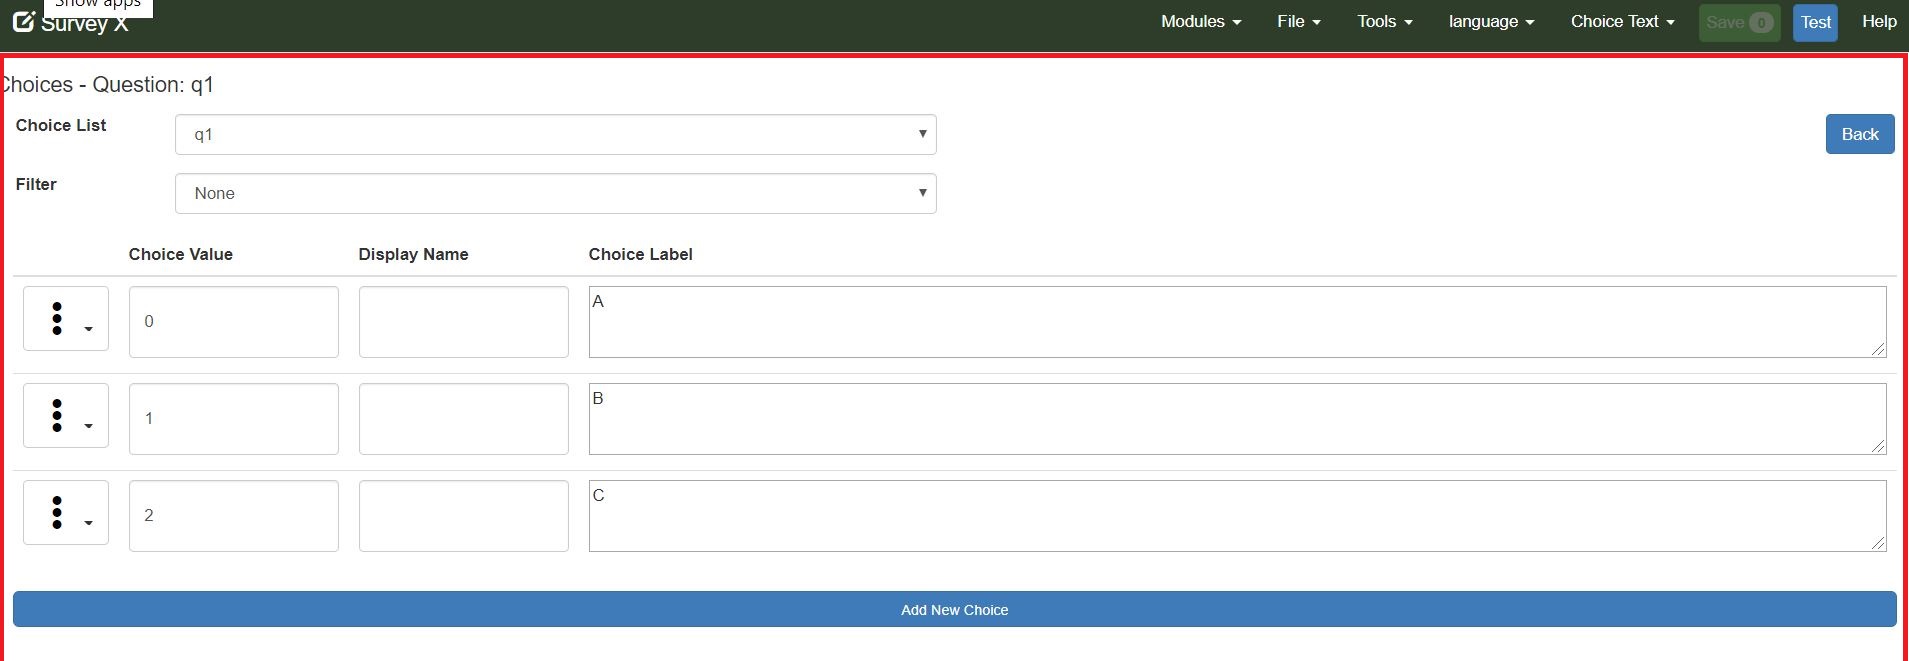 Show apps
Survey X
Modules File Tools language Choice Text Save 0 Test Help
Choices - Question: q1
Choice List q1 Back
Filter None
Choice Value Display Name Choice Label
0 A
1 B
2 C
Add New Choice